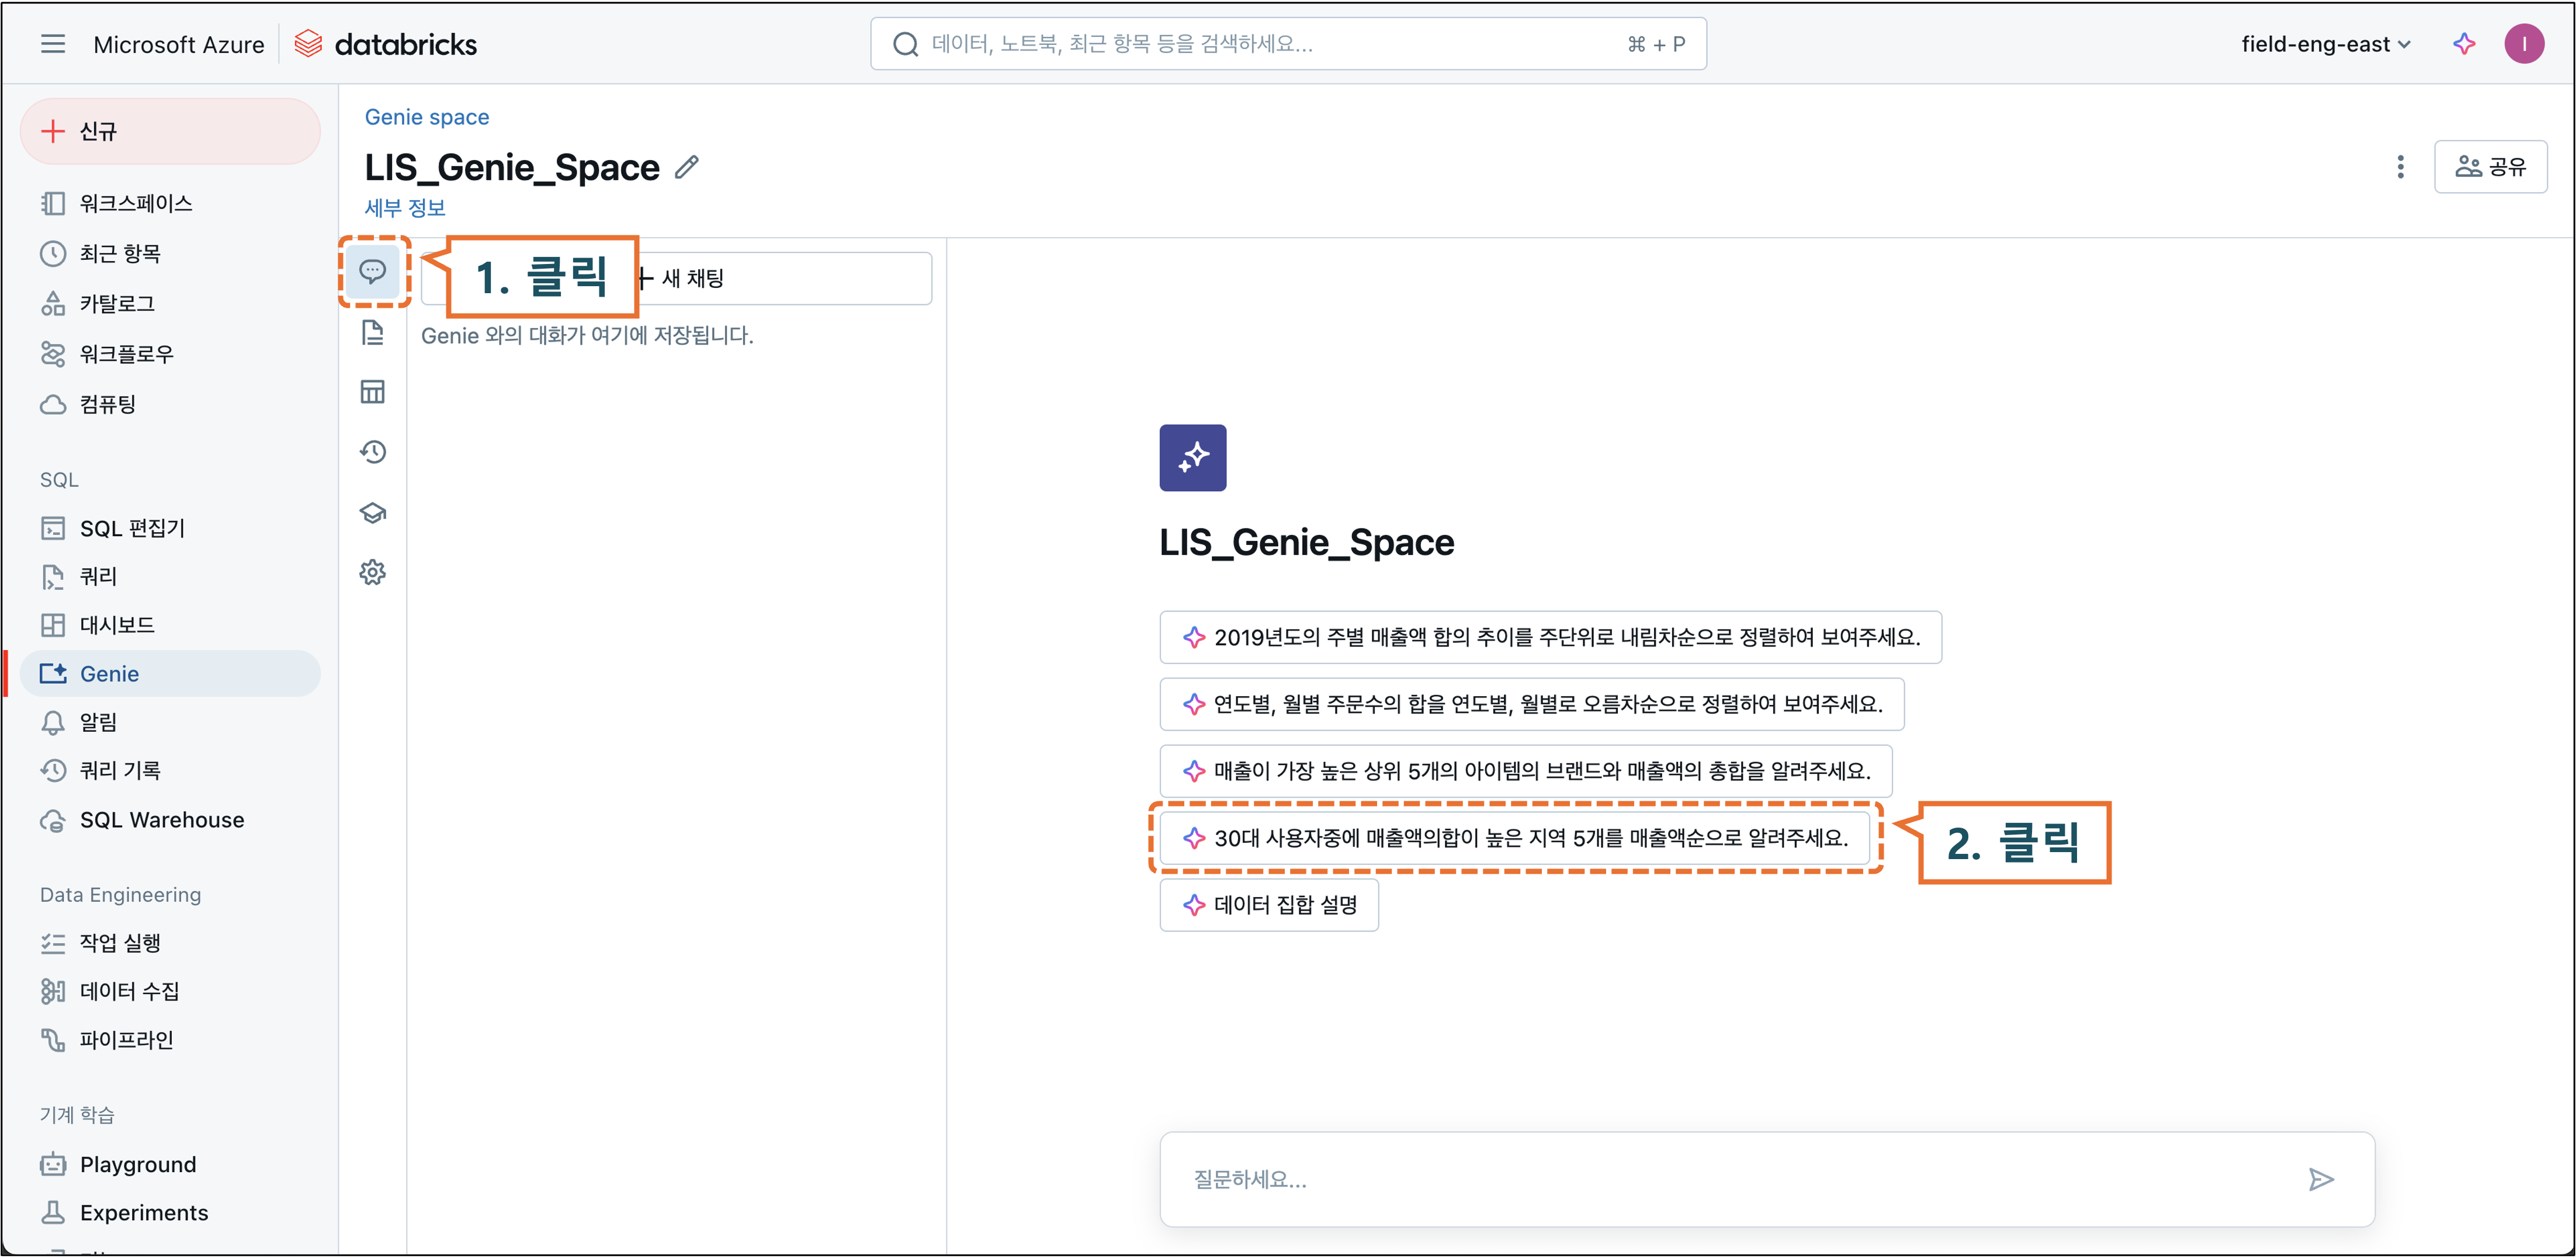 Microsoft Azure databricks
데이터, 노트북, 최근 항목 등을 검색하세요... ⌘ + P
field-eng-east
I
신규
워크스페이스
최근 항목
카탈로그
워크플로우
컴퓨팅
SQL
SQL 편집기
쿼리
대시보드
Genie
알림
쿼리 기록
SQL Warehouse
Data Engineering
작업 실행
데이터 수집
파이프라인
기계 학습
Playground
Experiments
Genie space
LIS_Genie_Space
세부 정보
공유
1. 클릭
+ 새 채팅
Genie 와의 대화가 여기에 저장됩니다.
LIS_Genie_Space
2019년도의 주별 매출액 합의 추이를 주단위로 내림차순으로 정렬하여 보여주세요.
연도별, 월별 주문수의 합을 연도별, 월별로 오름차순으로 정렬하여 보여주세요.
매출이 가장 높은 상위 5개의 아이템의 브랜드와 매출액의 총합을 알려주세요.
30대 사용자중에 매출액의합이 높은 지역 5개를 매출액순으로 알려주세요.
2. 클릭
데이터 집합 설명
질문하세요...